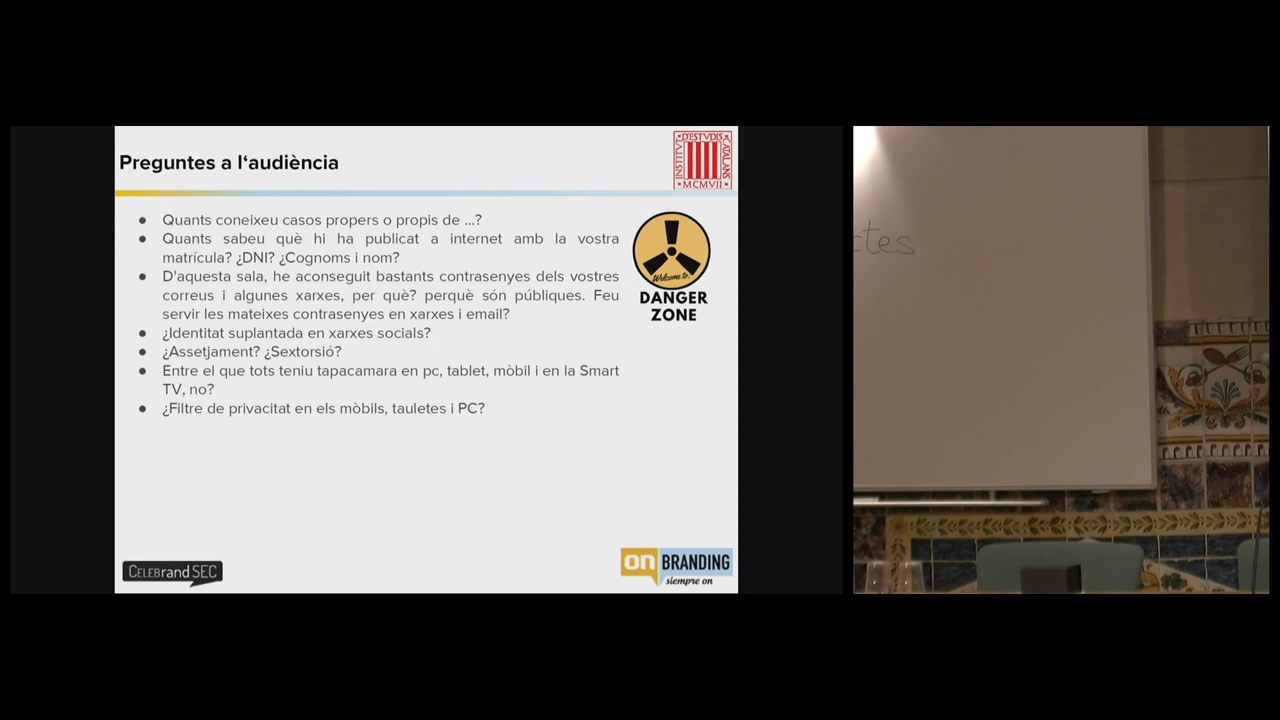 Preguntes a l‘audiència
INSTITVT D'ESTVDIS CATALANS
MCMVII
● Quants coneixeu casos propers o propis de ...?
● Quants sabeu què hi ha publicat a internet amb la vostra
matrícula? ¿DNI? ¿Cognoms i nom?
● D'aquesta sala, he aconseguit bastants contrasenyes dels vostres
correus i algunes xarxes, per què? perquè són públiques. Feu
servir les mateixes contrasenyes en xarxes i email?
● ¿Identitat suplantada en xarxes socials?
● ¿Assetjament? ¿Sextorsió?
● Entre el que tots teniu tapacamara en pc, tablet, mòbil i en la Smart
TV, no?
● ¿Filtre de privacitat en els mòbils, tauletes i PC?
Welcome to..
DANGER
ZONE
CELEBrandSEC
on BRANDING
siempre on
ctes